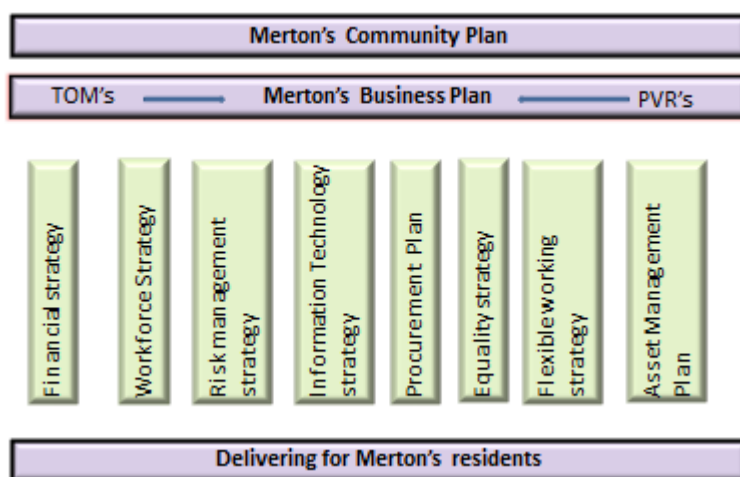 Merton's Community Plan
TOM's Merton's Business Plan PVR's
Financial strategy
Workforce Strategy
Risk management
strategy
Information Technology
strategy
Procurement Plan
Equality strategy
Flexible working
strategy
Asset Management
Plan
Delivering for Merton's residents